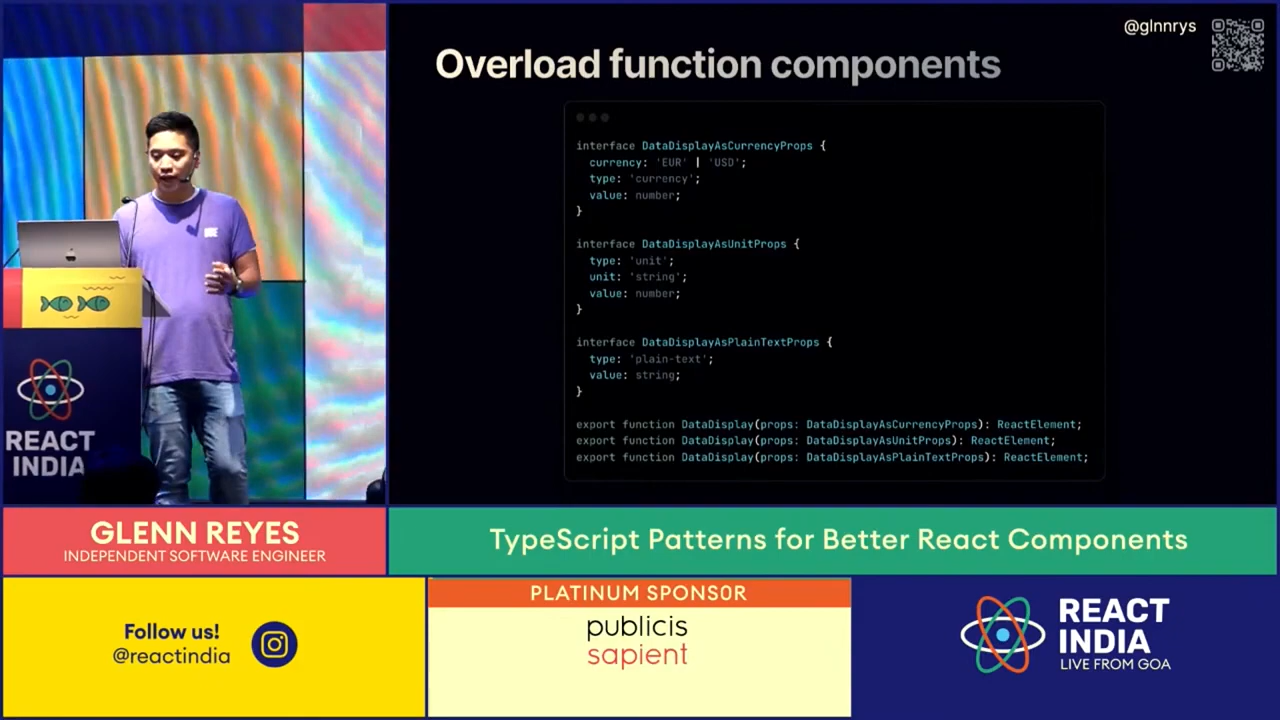 @glnnrys
Overload function components
interface DataDisplayAsCurrencyProps {
currency: 'EUR' | 'USD';
type: 'currency';
value: number;
}
interface DataDisplayAsUnitProps {
type: 'unit';
unit: 'string';
value: number;
}
interface DataDisplayAsPlainTextProps {
type: 'plain-text';
value: string;
}
export function DataDisplay(props: DataDisplayAsCurrencyProps): ReactElement;
export function DataDisplay(props: DataDisplayAsUnitProps): ReactElement;
export function DataDisplay(props: DataDisplayAsPlainTextProps): ReactElement;
REACT
INDIA
GLENN REYES
INDEPENDENT SOFTWARE ENGINEER
TypeScript Patterns for Better React Components
Follow us!
@reactindia
PLATINUM SPONSOR
publicis
sapient
REACT
INDIA
LIVE FROM GOA